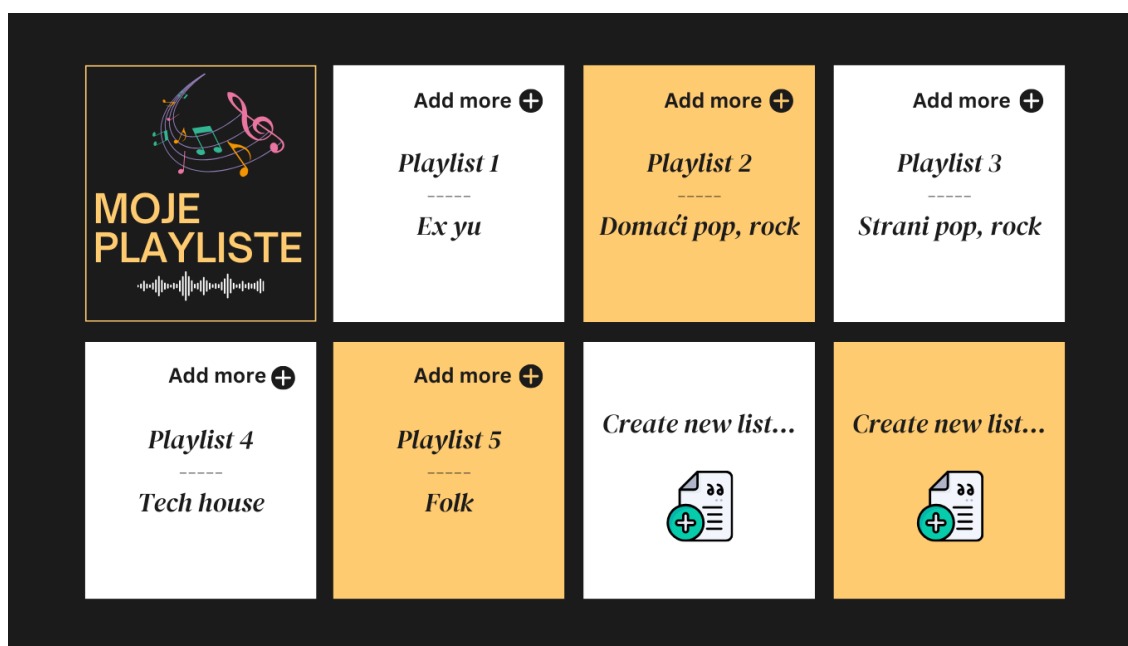 MOJE
PLAYLISTE
Add more
Playlist 1
-----
Ex yu
Add more
Playlist 2
-----
Domaći pop, rock
Add more
Playlist 3
-----
Strani pop, rock
Add more
Playlist 4
-----
Tech house
Add more
Playlist 5
-----
Folk
Create new list...
Create new list...